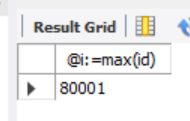 Result Grid
@i:=max(id)
80001